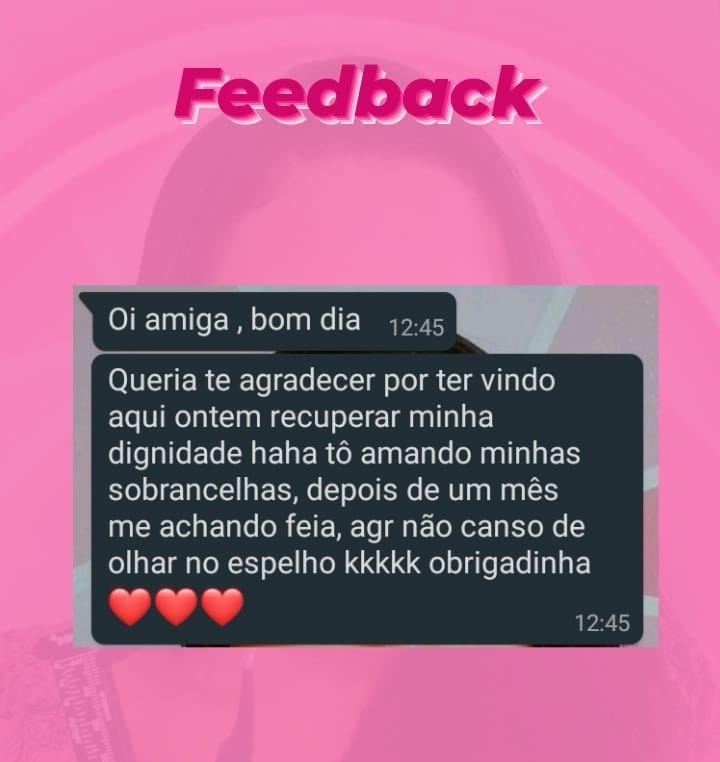 Feedback
Oi amiga , bom dia 12:45
Queria te agradecer por ter vindo
aqui ontem recuperar minha
dignidade haha tô amando minhas
sobrancelhas, depois de um mês
me achando feia, agr não canso de
olhar no espelho kkkkk obrigadinha
❤️❤️❤️
12:45